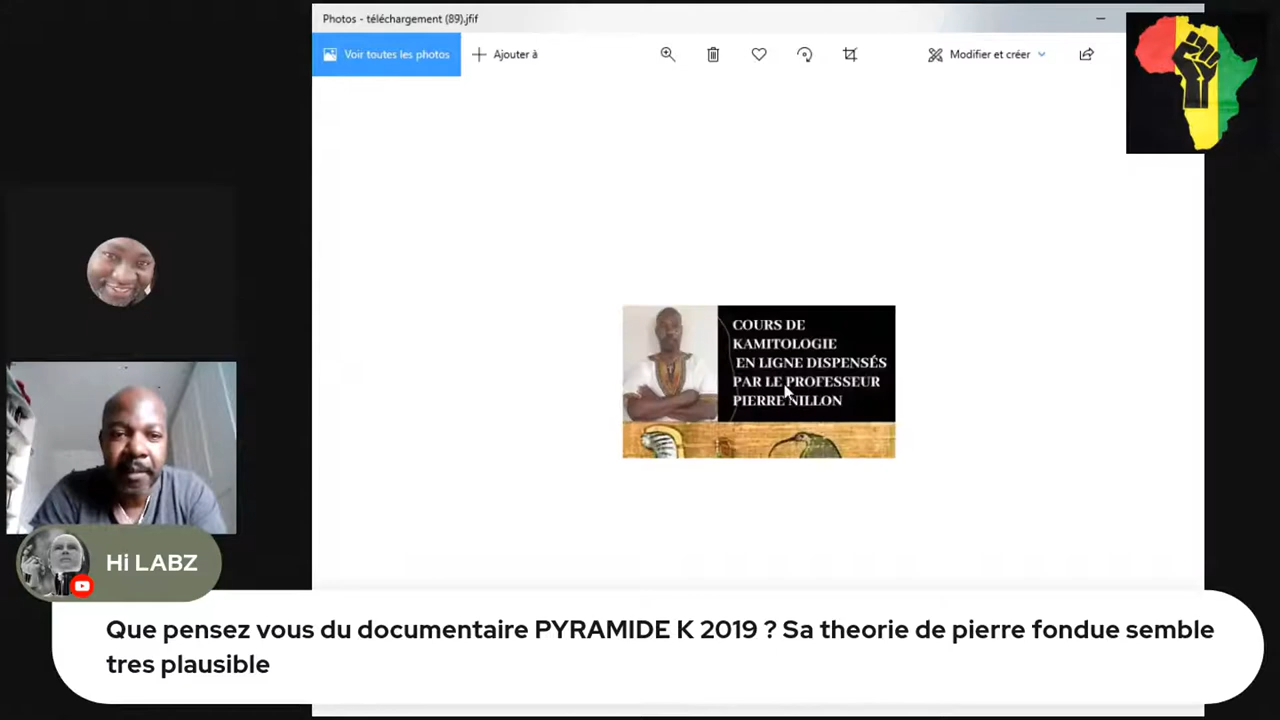 Photos - téléchargement (89).jfif
Voir toutes les photos
Ajouter à
Modifier et créer
COURS DE
KAMITOLOGIE
EN LIGNE DISPENSÉS
PAR LE PROFESSEUR
PIERRE NILLON
Hi LABZ
Que pensez vous du documentaire PYRAMIDE K 2019 ? Sa theorie de pierre fondue semble
tres plausible